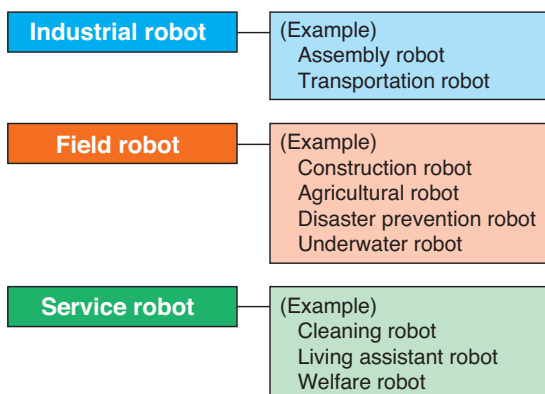 Industrial robot
(Example)
Assembly robot
Transportation robot
Field robot
(Example)
Construction robot
Agricultural robot
Disaster prevention robot
Underwater robot
Service robot
(Example)
Cleaning robot
Living assistant robot
Welfare robot